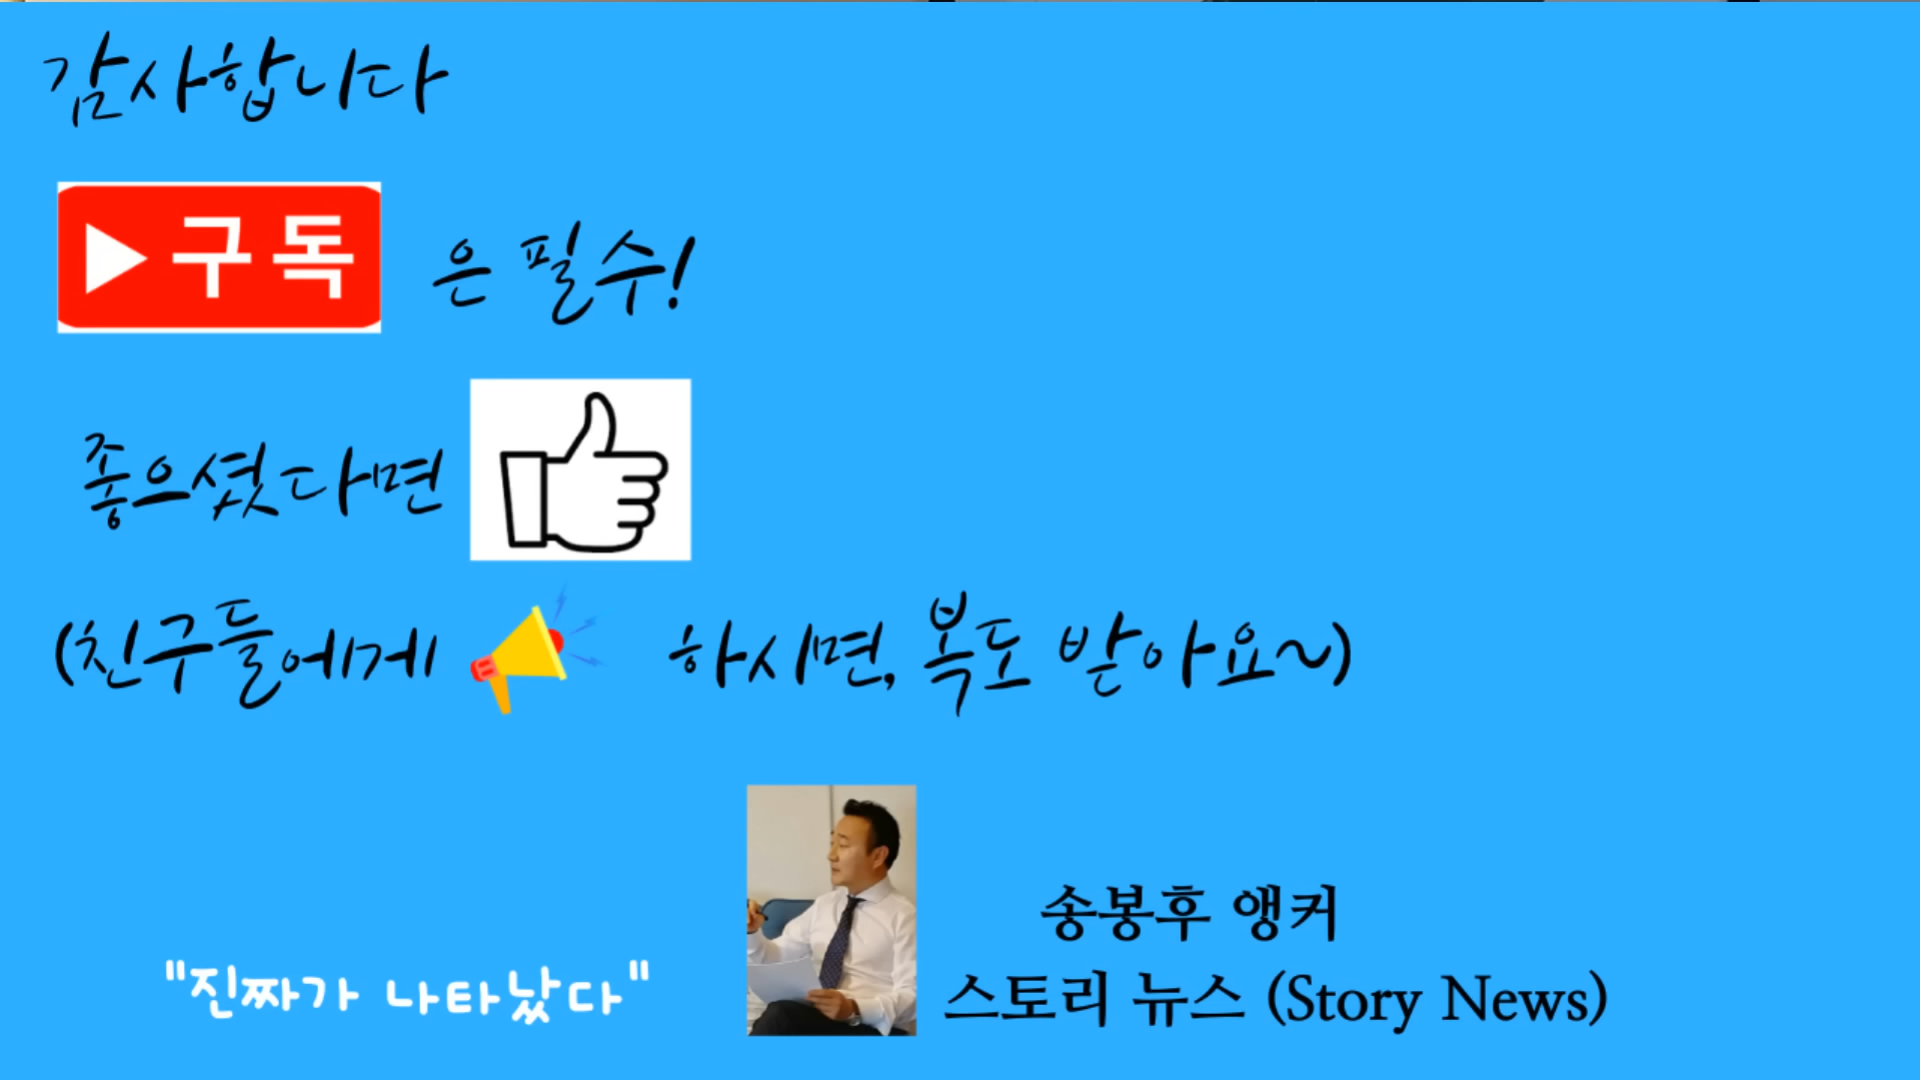 감사합니다
구독 은 필수!
좋으셨다면
(친구들에게 하시면, 복도 받아요~)
송봉후 앵커
"진짜가 나타났다"
스토리 뉴스 (Story News)